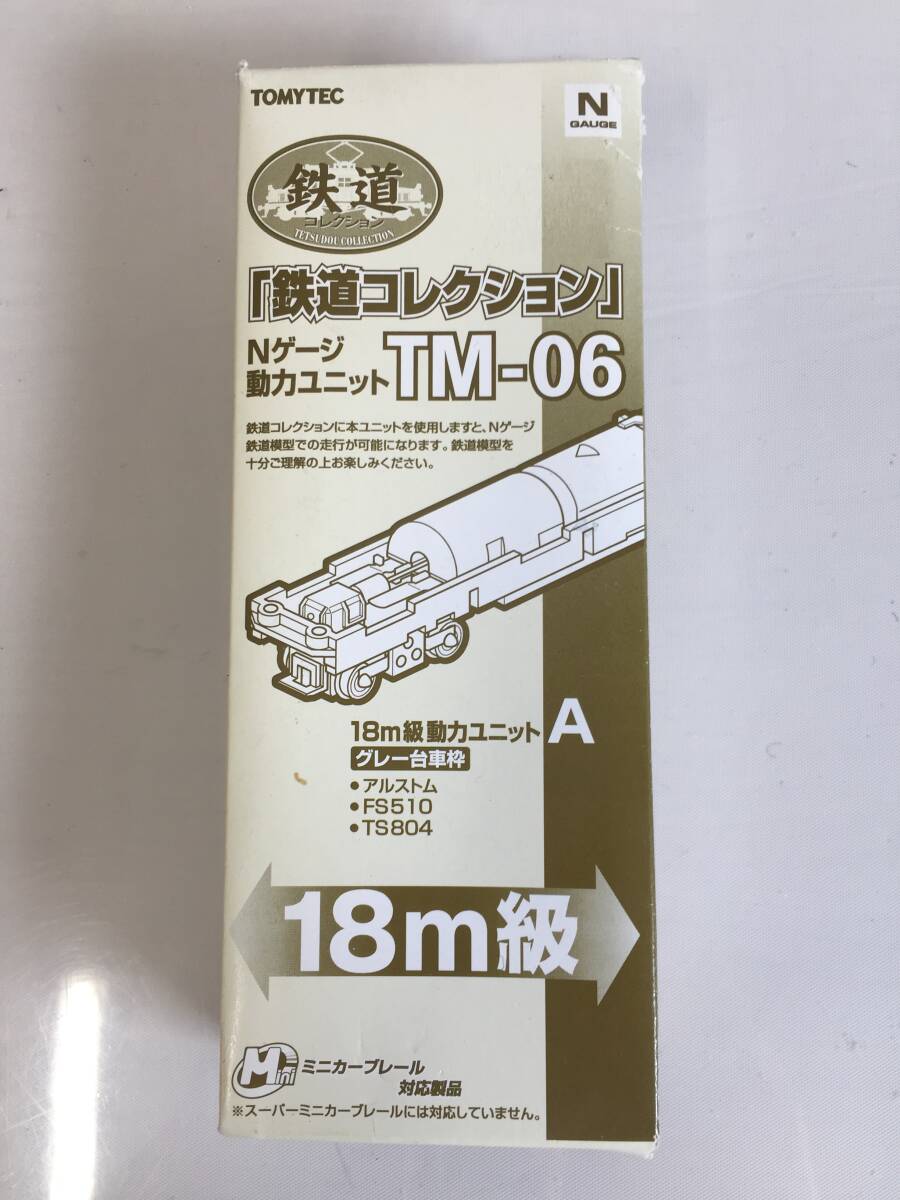 TOMYTEC
N
GAUGE
鉄道
コレクション
TETSUDOU COLLECTION
「鉄道コレクション」
Nゲージ
動力ユニット TM-06
鉄道コレクションに本ユニットを使用しますと、Nゲージ
鉄道模型での走行が可能になります。鉄道模型を
十分ご理解の上お楽しみください。
18m級動力ユニット A
グレー台車枠
•アルストム
•FS510
•TS804
18m級
Mini ミニカーブレール
対応製品
※スーパーミニカーブレールには対応していません。